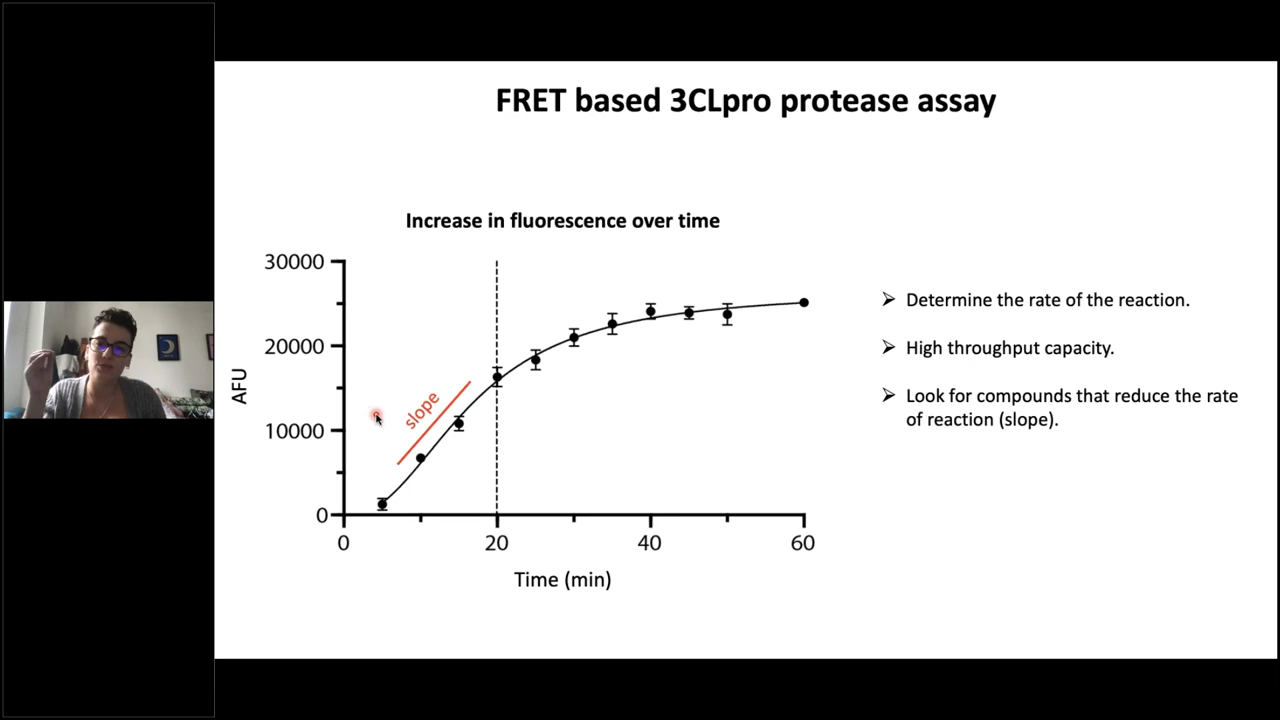 FRET based 3CLpro protease assay
Increase in fluorescence over time
30000
20000
10000
0
AFU
slope
0
20
40
60
Time (min)
➢ Determine the rate of the reaction.
➢ High throughput capacity.
➢ Look for compounds that reduce the rate
of reaction (slope).